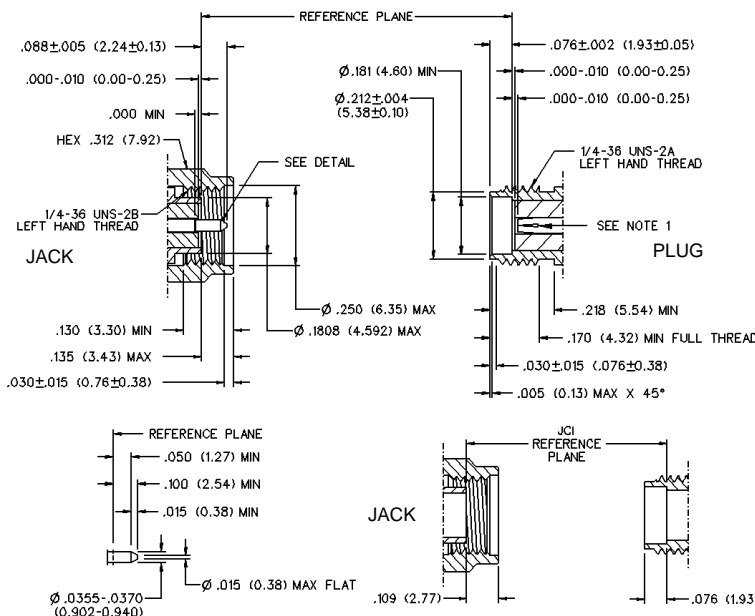 REFERENCE PLANE
.088±.005 (2.24±0.13)
.000-.010 (0.00-0.25)
.000 MIN
HEX .312 (7.92)
SEE DETAIL
1/4-36 UNS-2B
LEFT HAND THREAD
JACK
.130 (3.30) MIN
.135 (3.43) MAX
.030±.015 (0.76±0.38)
Ø.250 (6.35) MAX
Ø.1808 (4.592) MAX
.076±.002 (1.93±0.05)
Ø.181 (4.60) MIN
.000-.010 (0.00-0.25)
Ø.212±.004
(5.38±0.10)
.000-.010 (0.00-0.25)
1/4-36 UNS-2A
LEFT HAND THREAD
SEE NOTE 1
PLUG
.218 (5.54) MIN
.170 (4.32) MIN FULL THREAD
.030±.015 (.076±0.38)
.005 (0.13) MAX X 45°
REFERENCE PLANE
.050 (1.27) MIN
.100 (2.54) MIN
.015 (0.38) MIN
Ø.015 (0.38) MAX FLAT
Ø.0355-.0370
(0.902-0.940)
JCI
REFERENCE
PLANE
JACK
.109 (2.77)
.076 (1.93